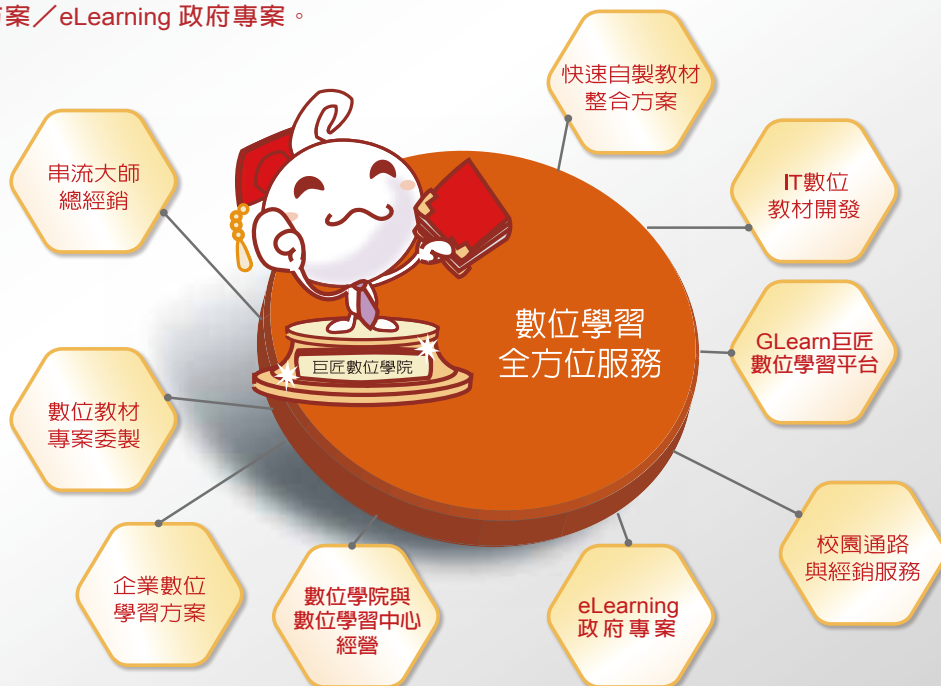 方案／eLearning 政府專案。
快速自製教材
整合方案
串流大師
總經銷
IT數位
教材開發
數位學習
全方位服務
GLearn巨匠
數位學習平台
巨匠數位學院
數位教材
專案委製
校園通路
與經銷服務
企業數位
學習方案
數位學院與
數位學習中心
經營
eLearning
政府專案